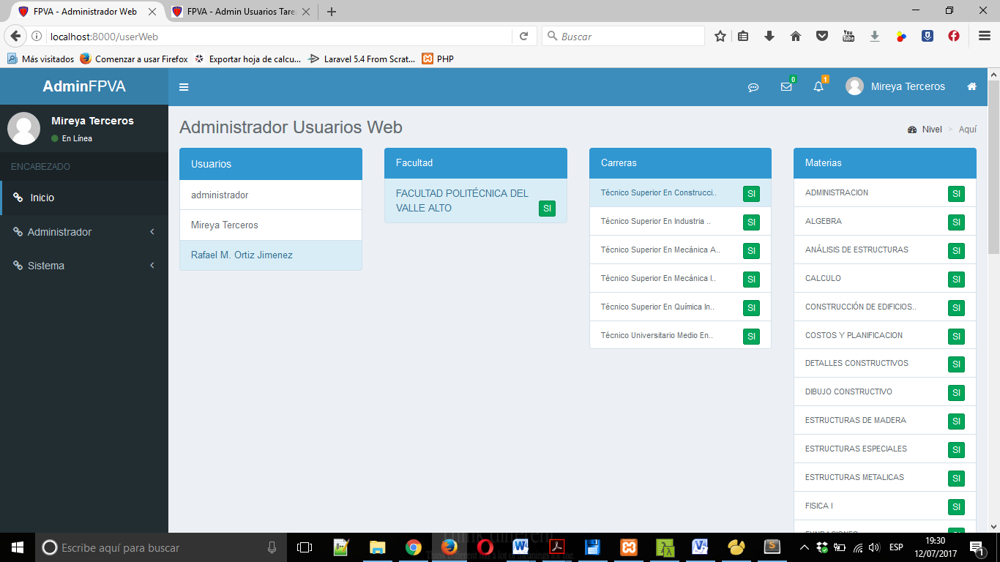 FPVA - Administrador Web
FPVA - Admin Usuarios Tare
localhost:8000/userWeb
Buscar
Más visitados
Comenzar a usar Firefox
Exportar hoja de calcu...
Laravel 5.4 From Scrat...
PHP
AdminFPVA
0
1
Mireya Terceros
Mireya Terceros
En Línea
ENCABEZADO
Inicio
Administrador
Sistema
Administrador Usuarios Web
Nivel > Aquí
Usuarios
administrador
Mireya Terceros
Rafael M. Ortiz Jimenez
Facultad
FACULTAD POLITÉCNICA DEL
VALLE ALTO SI
Carreras
Técnico Superior En Construcci.. SI
Técnico Superior En Industria .. SI
Técnico Superior En Mecánica A.. SI
Técnico Superior En Mecánica I.. SI
Técnico Superior En Química In.. SI
Técnico Universitario Medio En.. SI
Materias
ADMINISTRACION SI
ALGEBRA SI
ANÁLISIS DE ESTRUCTURAS SI
CALCULO SI
CONSTRUCCIÓN DE EDIFICIOS.. SI
COSTOS Y PLANIFICACION SI
DETALLES CONSTRUCTIVOS SI
DIBUJO CONSTRUCTIVO SI
ESTRUCTURAS DE MADERA SI
ESTRUCTURAS ESPECIALES SI
ESTRUCTURAS METALICAS SI
FISICA I SI
Escribe aquí para buscar
ESP
19:30
12/07/2017
1